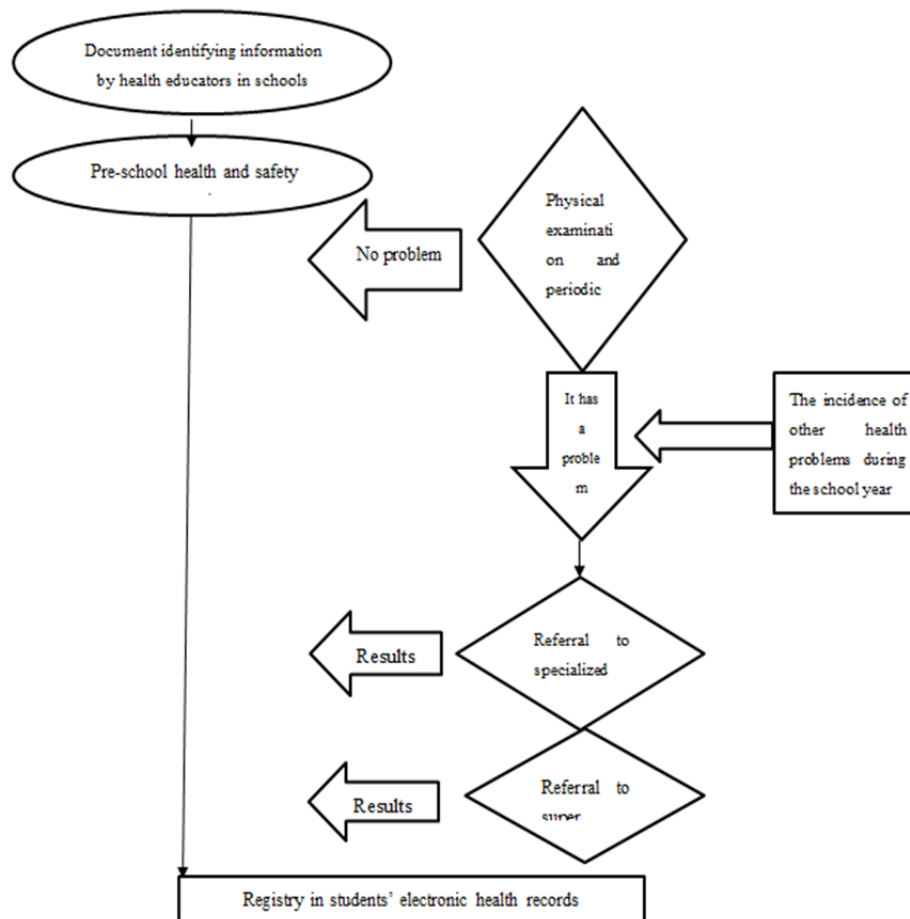 Document identifying information
by health educators in schools
Pre-school health and safety
Physical
examinati
on and
periodic
No problem
It has
a
proble
m
The incidence of
other health
problems during
the school year
Referral to
specialized
Results
Referral to
super
Results
Registry in students' electronic health records